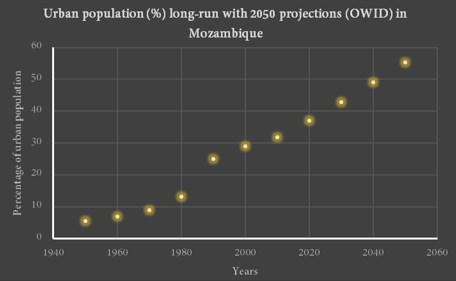 Urban population (%) long-run with 2050 projections (OWID) in
Mozambique
Percentage of urban population
60
50
40
30
20
10
0
1940 1960 1980 2000 2020 2040 2060
Years